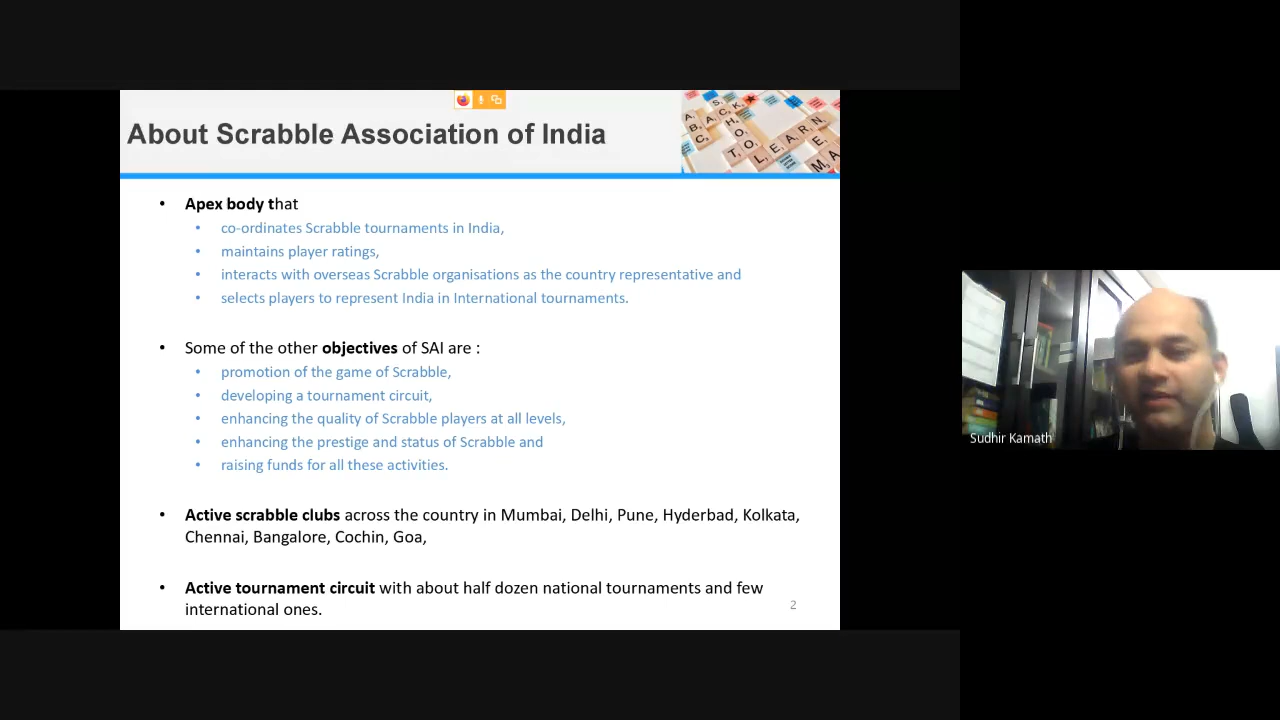 About Scrabble Association of India
• Apex body that
• co-ordinates Scrabble tournaments in India,
• maintains player ratings,
• interacts with overseas Scrabble organisations as the country representative and
• selects players to represent India in International tournaments.
• Some of the other objectives of SAI are :
• promotion of the game of Scrabble,
• developing a tournament circuit,
• enhancing the quality of Scrabble players at all levels,
• enhancing the prestige and status of Scrabble and
• raising funds for all these activities.
• Active scrabble clubs across the country in Mumbai, Delhi, Pune, Hyderbad, Kolkata,
Chennai, Bangalore, Cochin, Goa,
• Active tournament circuit with about half dozen national tournaments and few
international ones.
2
Sudhir Kamath